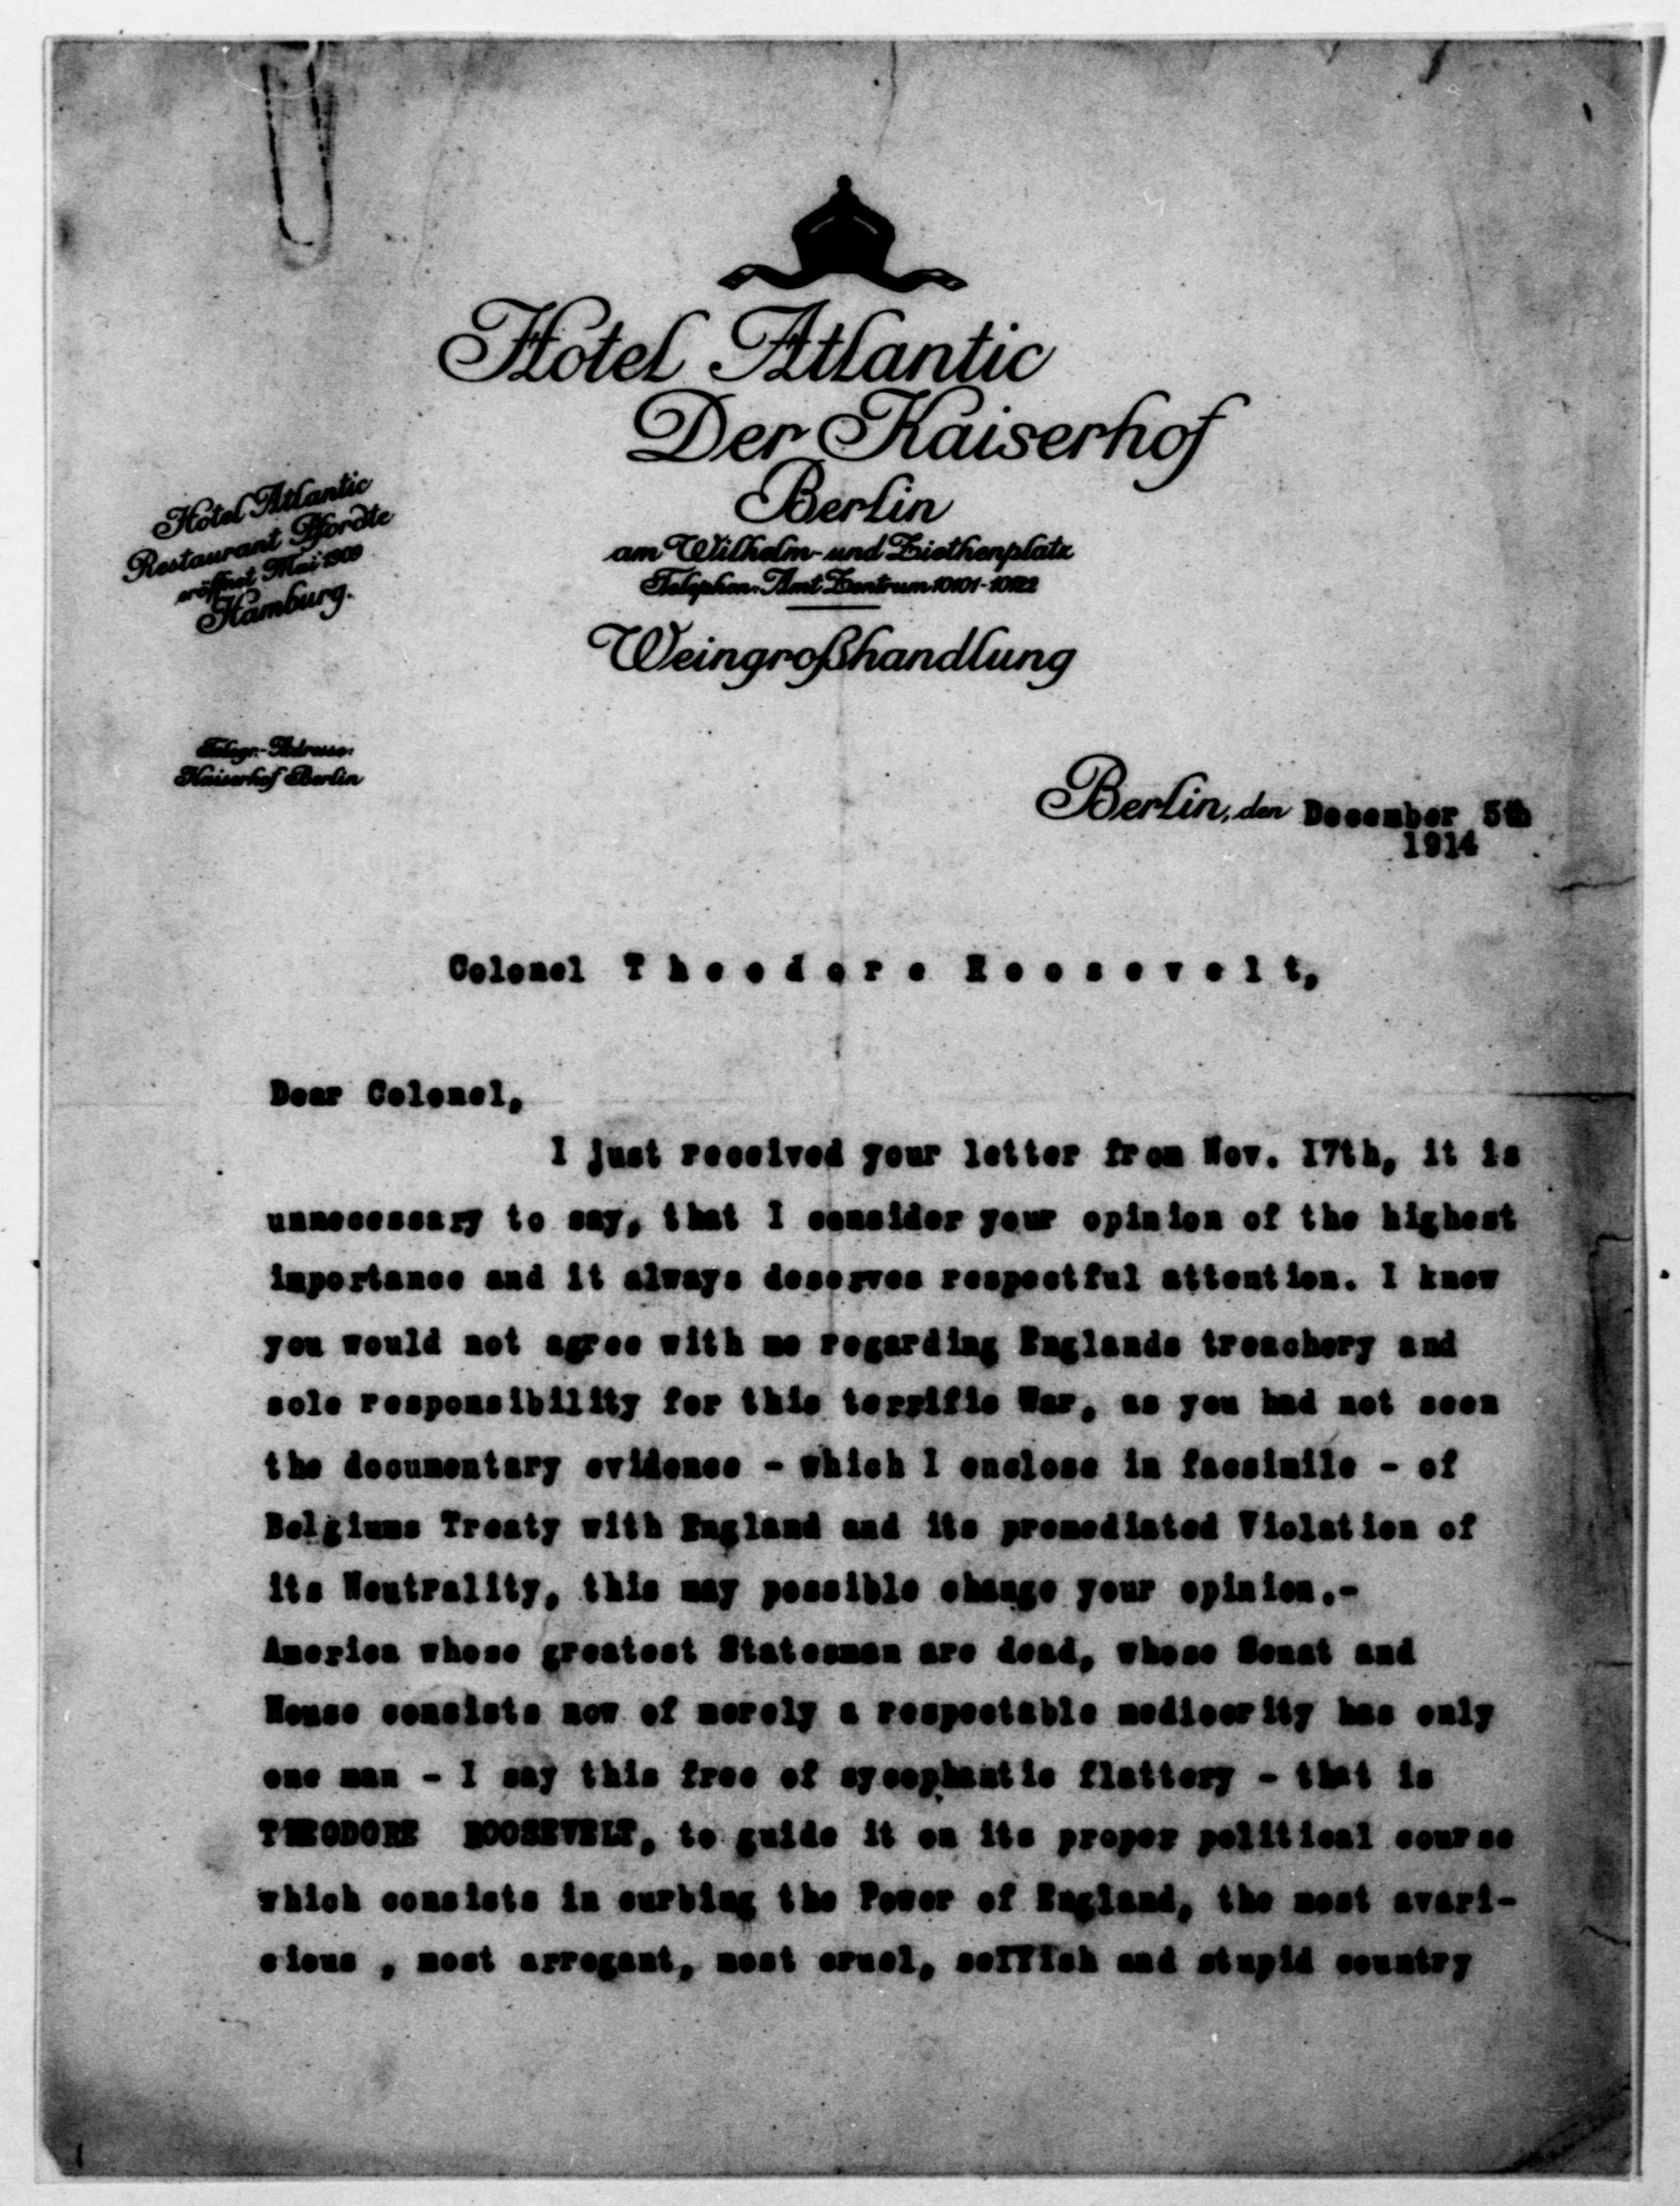 Hotel Atlantic
Der Kaiserhof
Berlin
am Wilhelm- und Ziethenplatz
Telephon: Amt Zentrum 10101-10122
Weingroßhandlung
Hotel Atlantic
Restaurant Pfordte
eröffnet Mai 1909
Hamburg.
Telegr.-Adresse:
Kaiserhof Berlin
Berlin, den December 5th
1914
Colonel T h e o d o r e R o o s e v e l t,
Dear Colonel,
I just received your letter from Nov. 17th, it is
unnecessary to say, that I consider your opinion of the highest
importance and it always deserves respectful attention. I knew
you would not agree with me regarding Englands treachery and
sole responsibility for this terrific War, as you had not seen
the documentary evidence - which I enclose in facsimile - of
Belgiums Treaty with England and its premediated Violation of
its Neutrality, this may possible change your opinion.-
America whose greatest Statesman are dead, whose Senat and
House consists now of merely a respectable mediocrity has only
one man - I say this free of sycophantic flattery - that is
THEODORE ROOSEVELT, to guide it on its proper political course
which consists in curbing the Power of England, the most avari-
cious , most arrogant, most cruel, selfish and stupid country